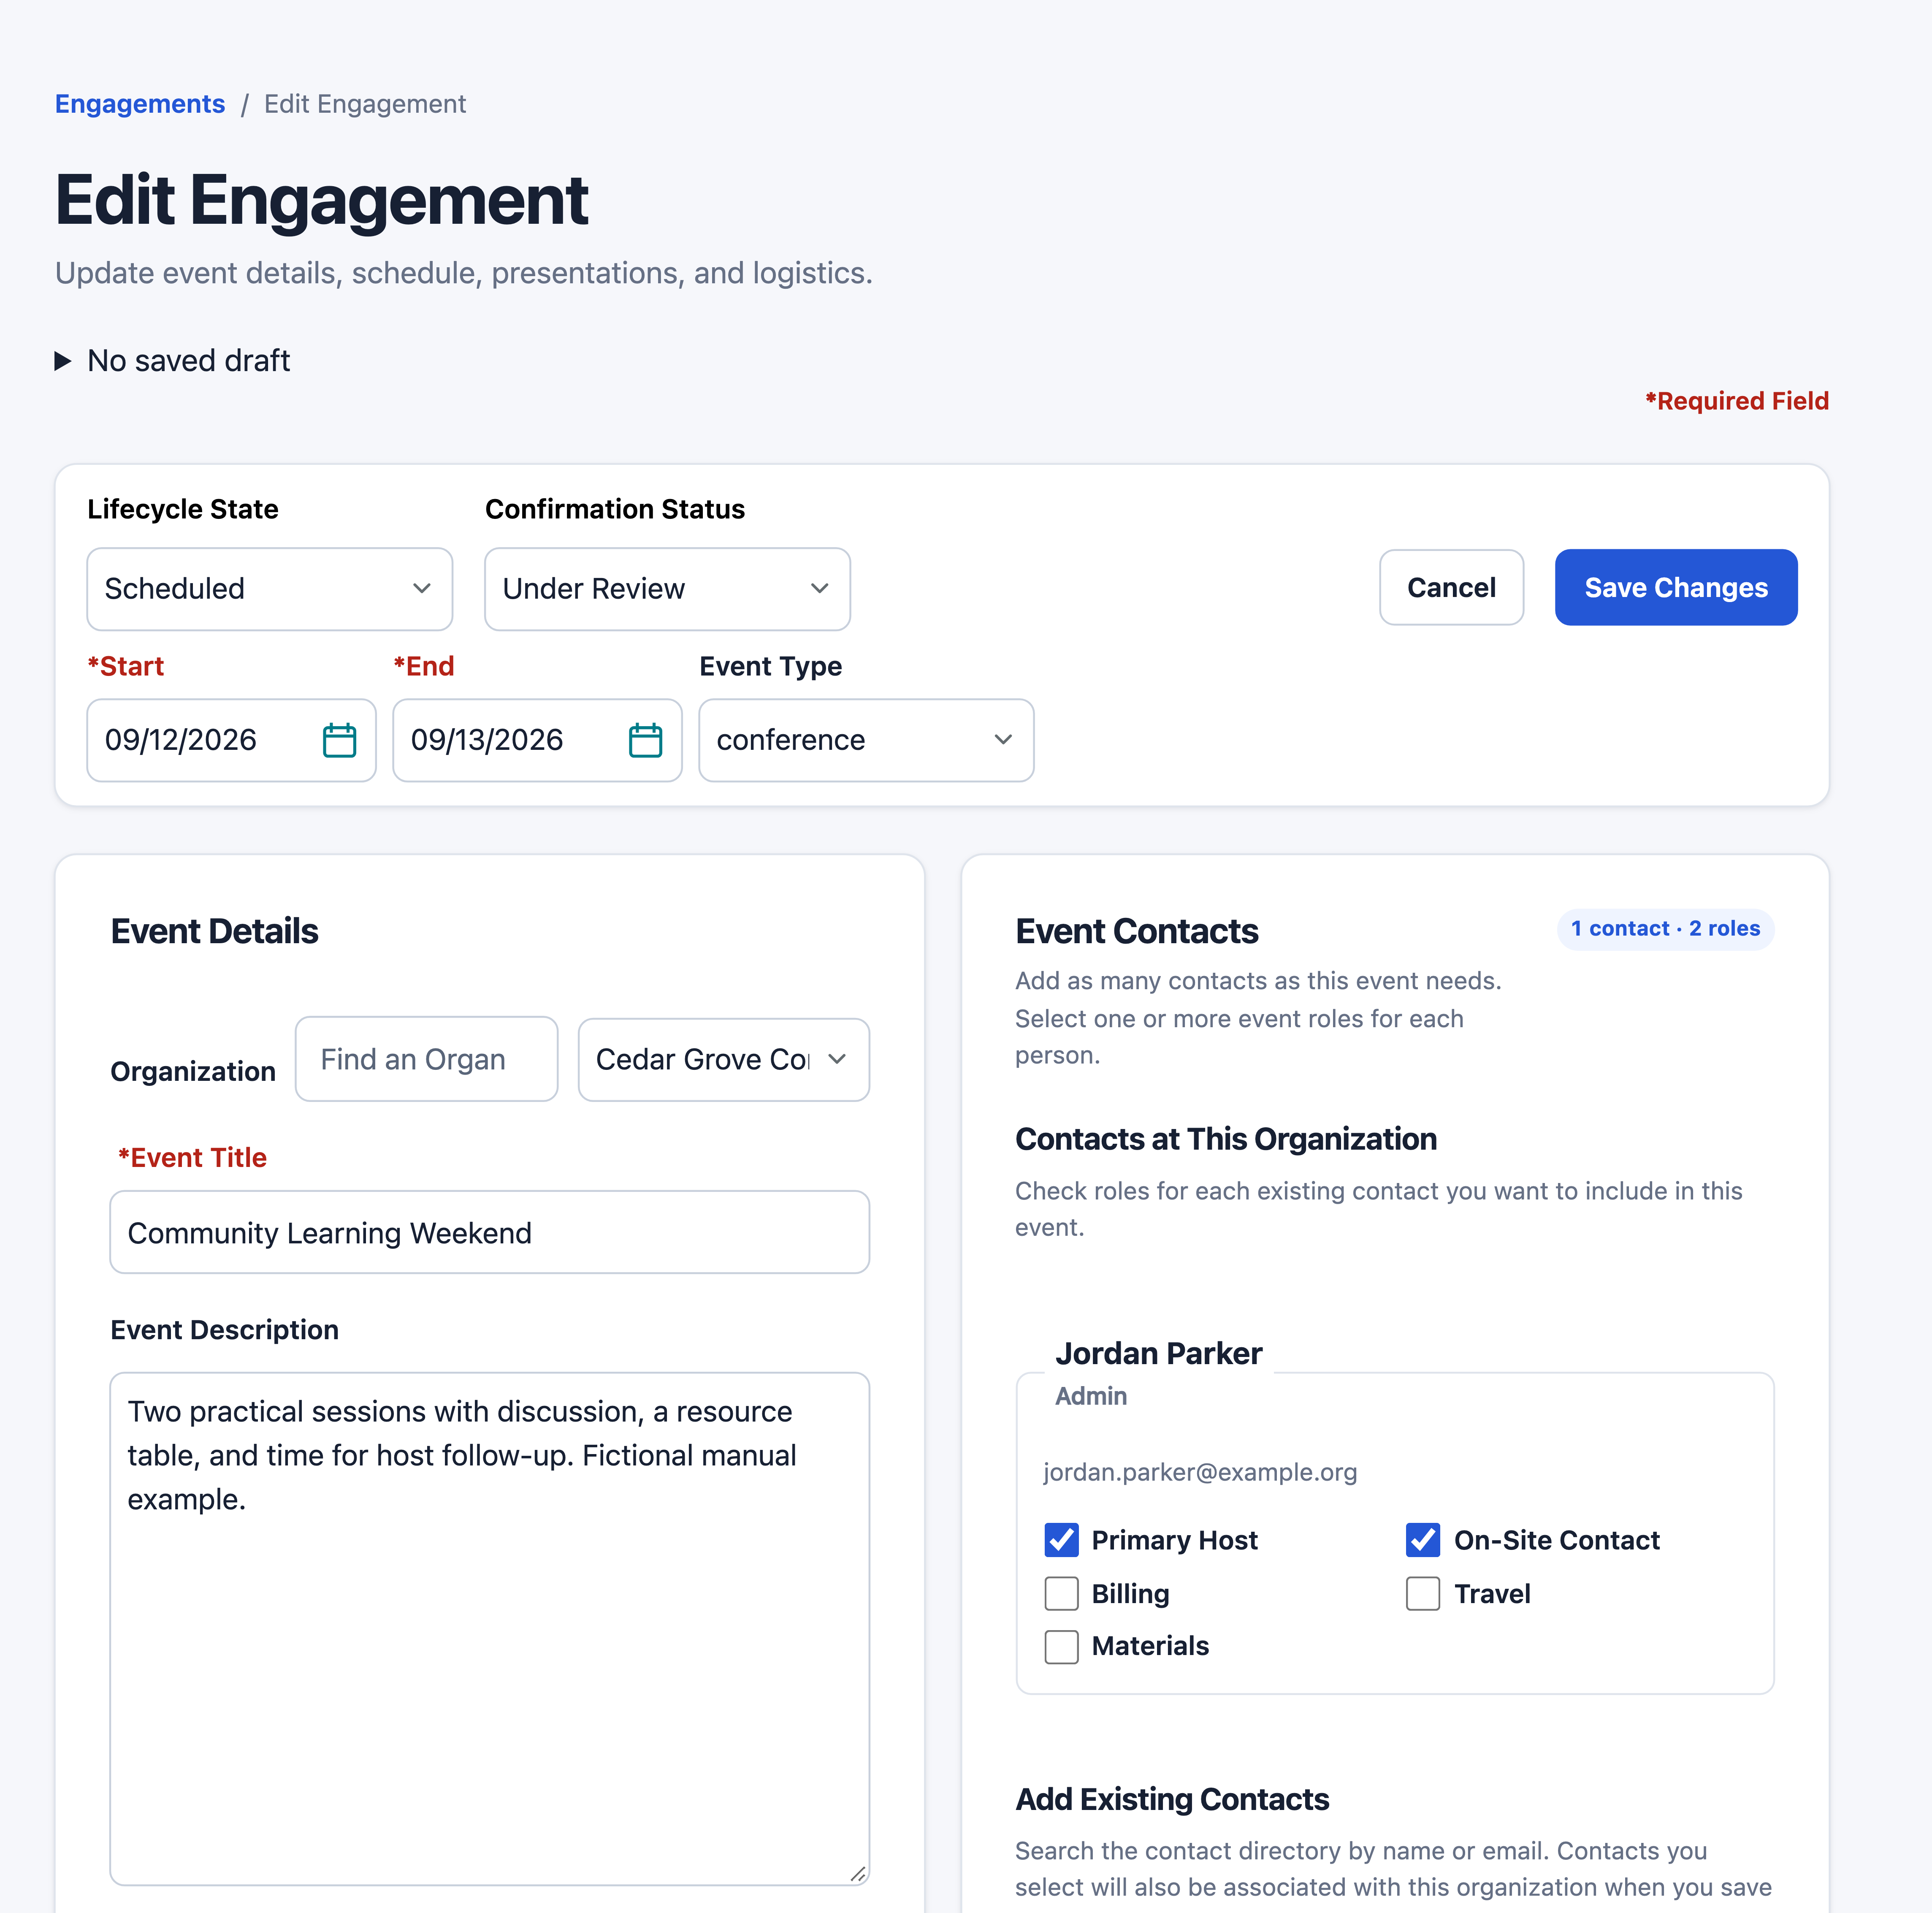 Engagements / Edit Engagement
Edit Engagement
Update event details, schedule, presentations, and logistics.
No saved draft
*Required Field
Lifecycle State
Confirmation Status
Scheduled
Under Review
Cancel
Save Changes
*Start
*End
Event Type
09/12/2026
09/13/2026
conference
Event Details
Organization
Find an Organ
Cedar Grove Co
*Event Title
Community Learning Weekend
Event Description
Two practical sessions with discussion, a resource
table, and time for host follow-up. Fictional manual
example.
Event Contacts
1 contact · 2 roles
Add as many contacts as this event needs.
Select one or more event roles for each
person.
Contacts at This Organization
Check roles for each existing contact you want to include in this
event.
Jordan Parker
Admin
jordan.parker@example.org
Primary Host
On-Site Contact
Billing
Travel
Materials
Add Existing Contacts
Search the contact directory by name or email. Contacts you
select will also be associated with this organization when you save